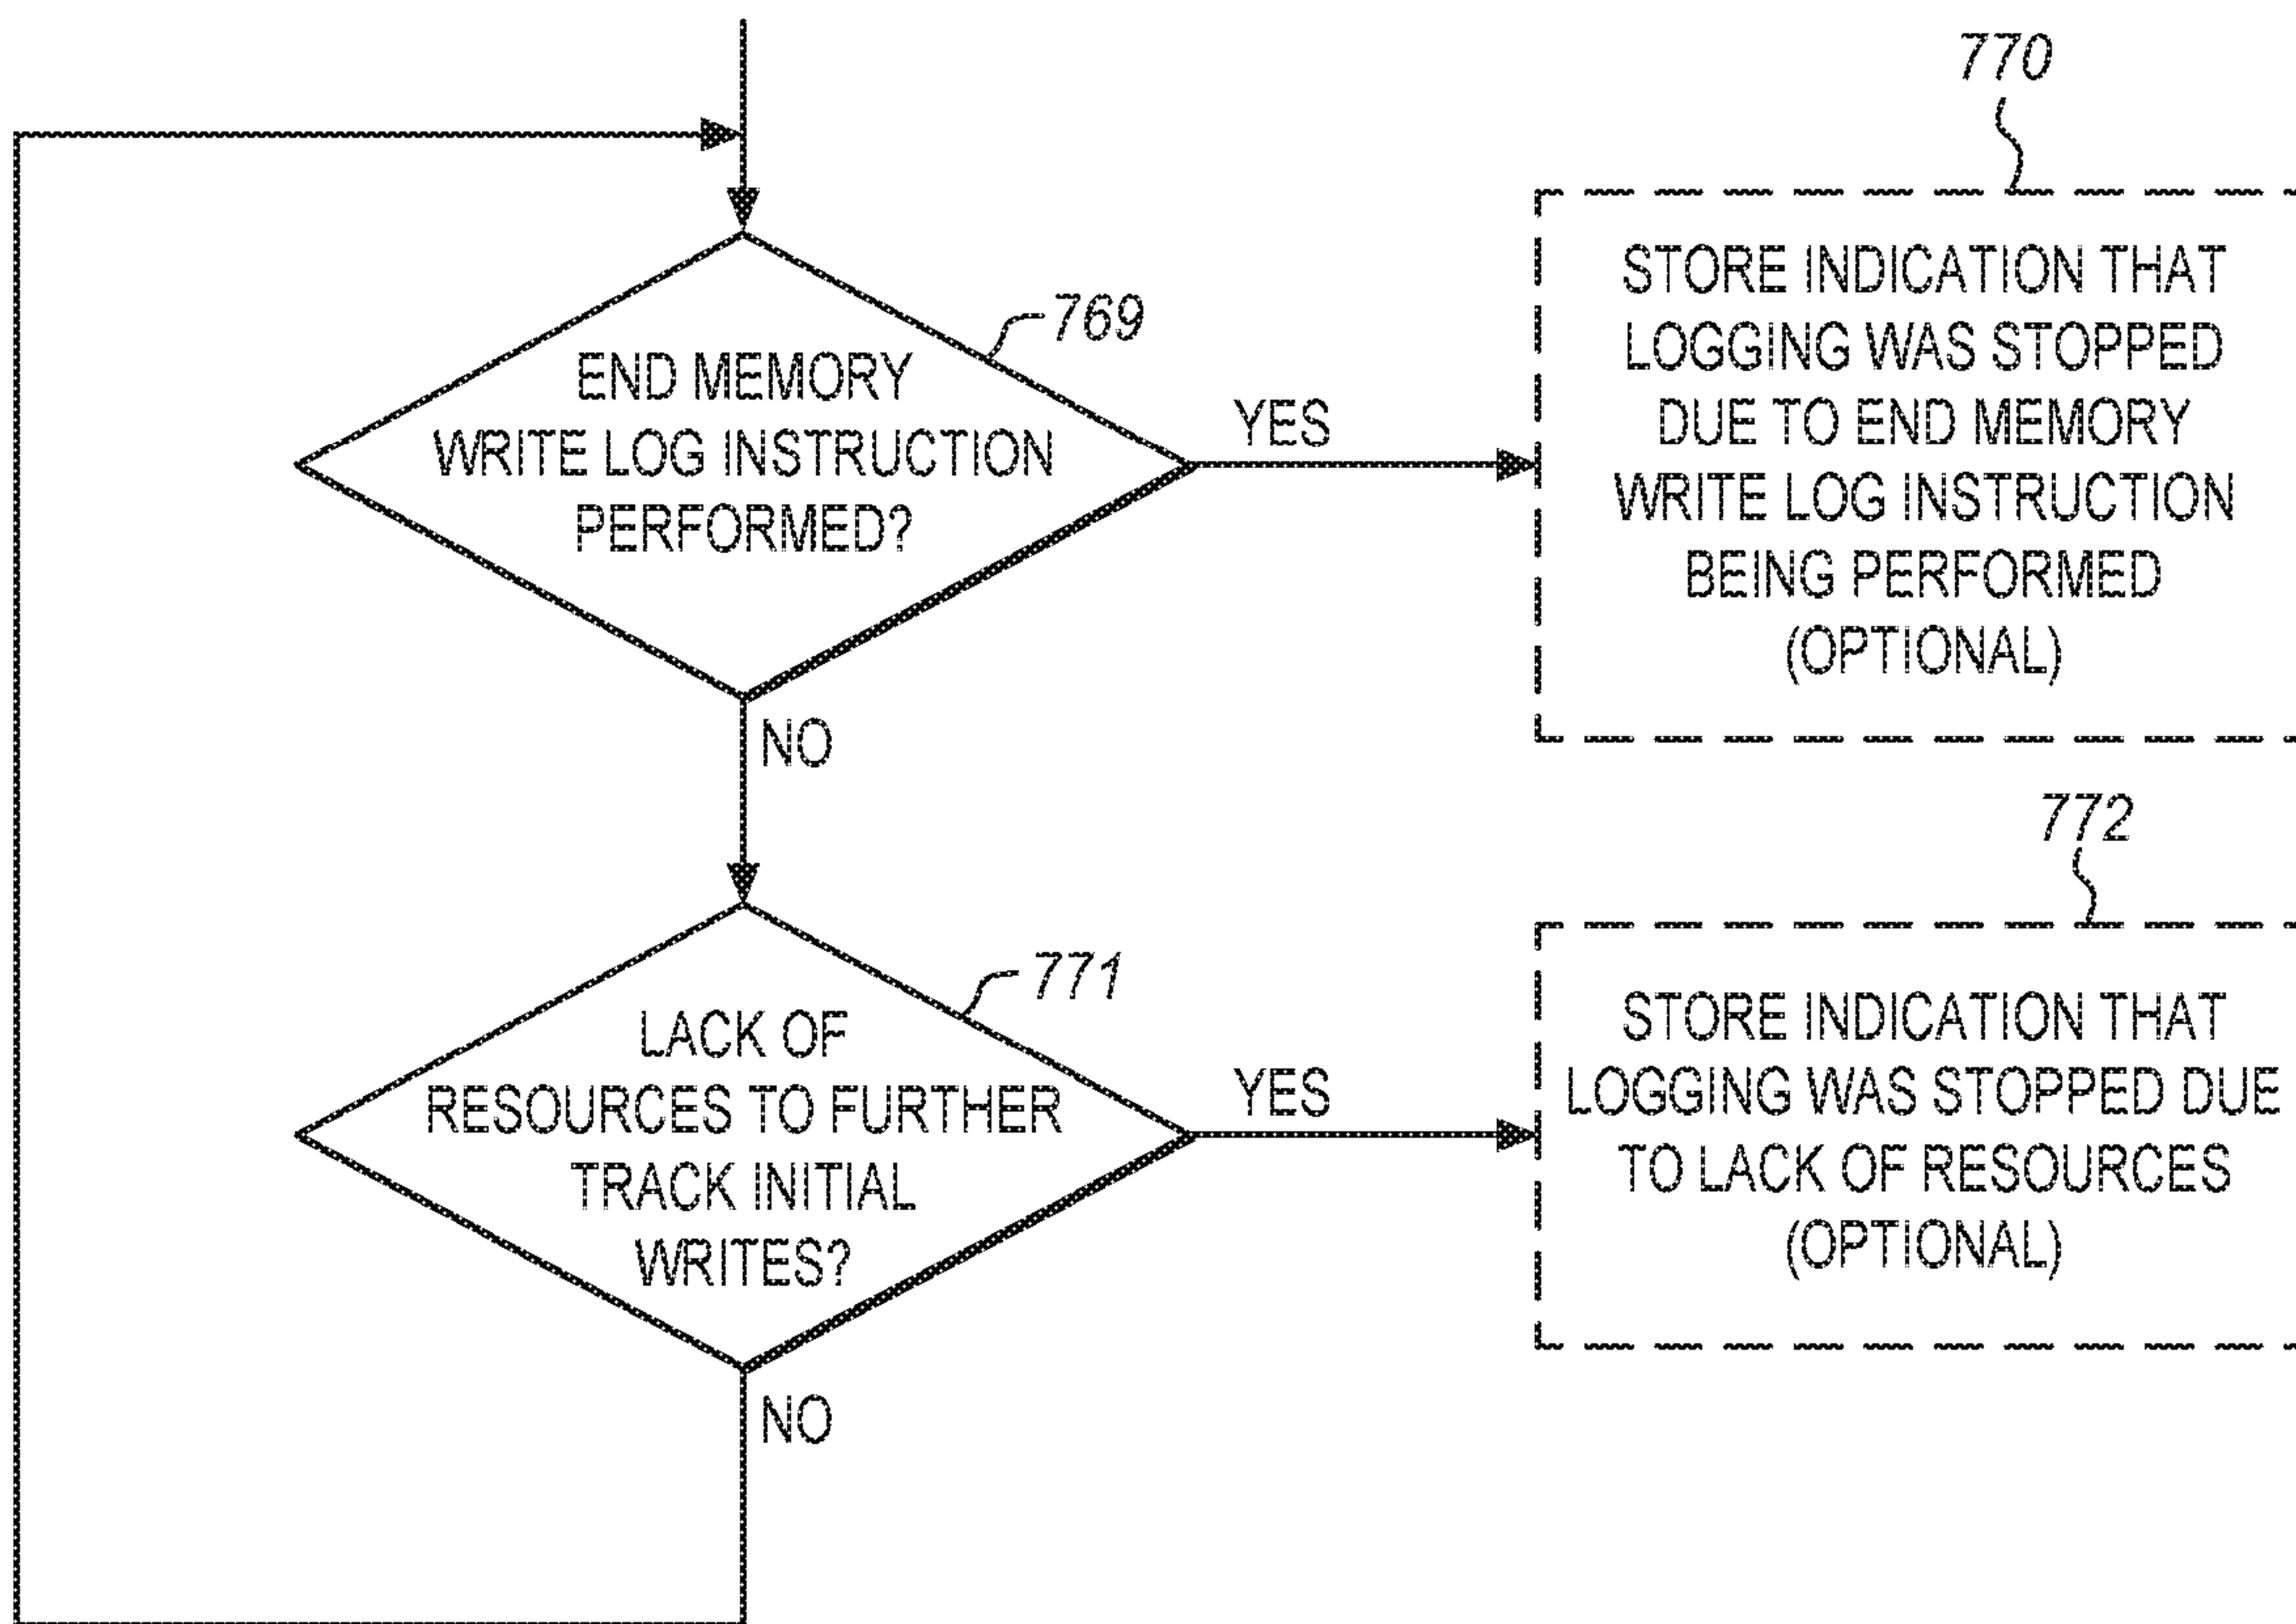 770
769
END MEMORY
WRITE LOG INSTRUCTION
PERFORMED?
YES
STORE INDICATION THAT
LOGGING WAS STOPPED
DUE TO END MEMORY
WRITE LOG INSTRUCTION
BEING PERFORMED
(OPTIONAL)
NO
772
771
LACK OF
RESOURCES TO FURTHER
TRACK INITIAL
WRITES?
YES
STORE INDICATION THAT
LOGGING WAS STOPPED DUE
TO LACK OF RESOURCES
(OPTIONAL)
NO